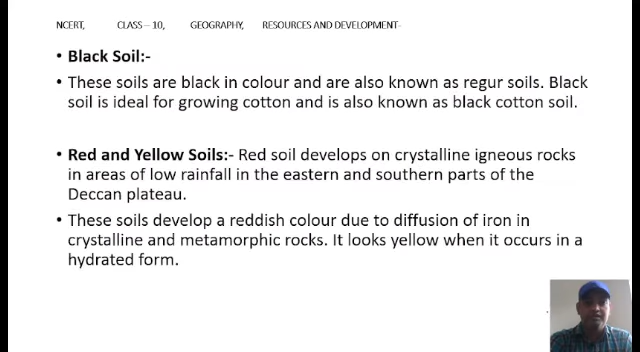 NCERT, CLASS – 10, GEOGRAPHY, RESOURCES AND DEVELOPMENT-
• Black Soil:-
• These soils are black in colour and are also known as regur soils. Black
soil is ideal for growing cotton and is also known as black cotton soil.
• Red and Yellow Soils:- Red soil develops on crystalline igneous rocks
in areas of low rainfall in the eastern and southern parts of the
Deccan plateau.
• These soils develop a reddish colour due to diffusion of iron in
crystalline and metamorphic rocks. It looks yellow when it occurs in a
hydrated form.